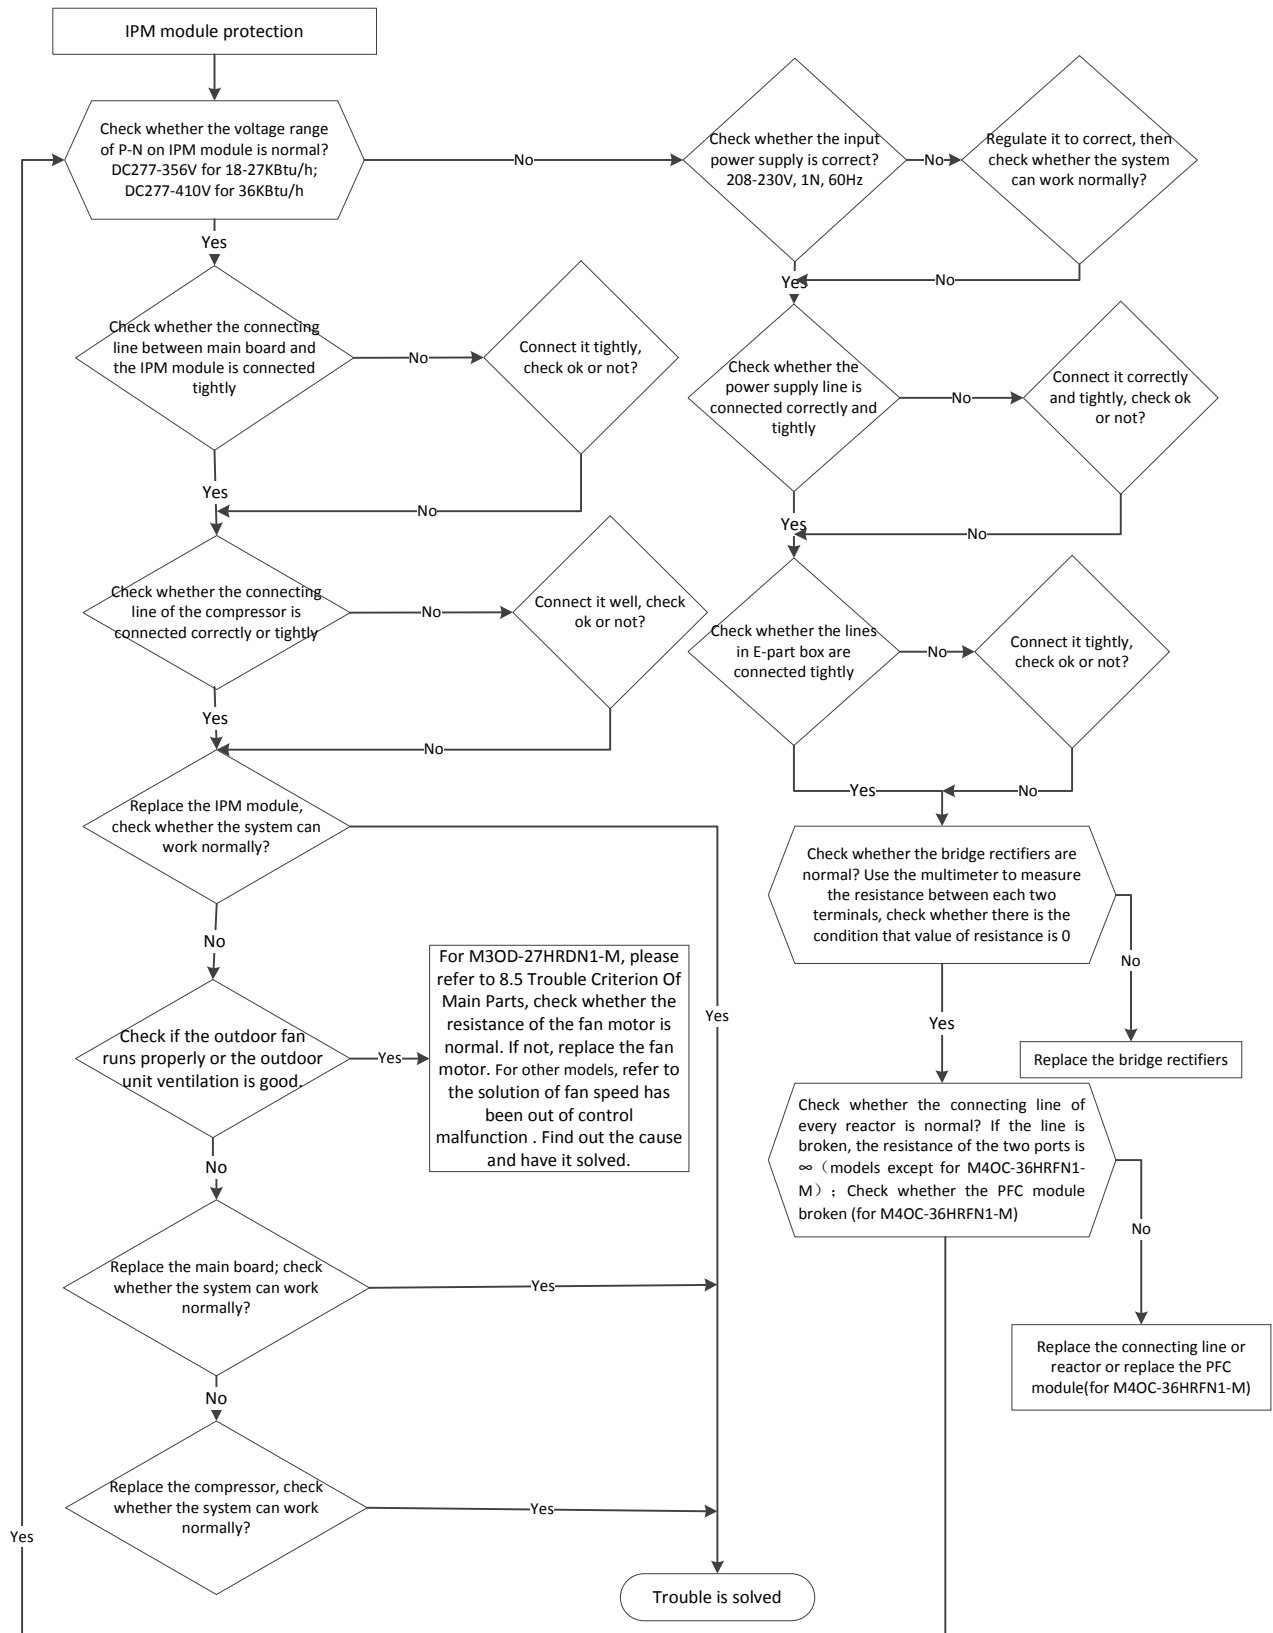 IPM module protection
Check whether the voltage range
of P-N on IPM module is normal?
DC277-356V for 18-27KBtu/h;
DC277-410V for 36KBtu/h
No
Check whether the input
power supply is correct?
208-230V, 1N, 60Hz
No
Regulate it to correct, then
check whether the system
can work normally?
Yes
No
Yes
Check whether the connecting
line between main board and
the IPM module is connected
tightly
No
Connect it tightly,
check ok or not?
Check whether the
power supply line is
connected correctly and
tightly
No
Connect it correctly
and tightly, check ok
or not?
Yes
No
Yes
No
Check whether the connecting
line of the compressor is
connected correctly or tightly
No
Connect it well, check
ok or not?
Check whether the lines
in E-part box are
connected tightly
No
Connect it tightly,
check ok or not?
Yes
No
Yes
No
Replace the IPM module,
check whether the system can
work normally?
Check whether the bridge rectifiers are
normal? Use the multimeter to measure
the resistance between each two
terminals, check whether there is the
condition that value of resistance is 0
No
No
Yes
Yes
Check if the outdoor fan
runs properly or the outdoor
unit ventilation is good.
Yes
For M3OD-27HRDN1-M, please
refer to 8.5 Trouble Criterion Of
Main Parts, check whether the
resistance of the fan motor is
normal. If not, replace the fan
motor. For other models, refer to
the solution of fan speed has
been out of control
malfunction . Find out the cause
and have it solved.
Replace the bridge rectifiers
Check whether the connecting line of
every reactor is normal? If the line is
broken, the resistance of the two ports is
∞（models except for M4OC-36HRFN1-
M）；Check whether the PFC module
broken (for M4OC-36HRFN1-M)
No
No
Replace the main board; check
whether the system can work
normally?
Yes
Replace the connecting line or
reactor or replace the PFC
module(for M4OC-36HRFN1-M)
No
Replace the compressor, check
whether the system can work
normally?
Yes
Yes
Trouble is solved